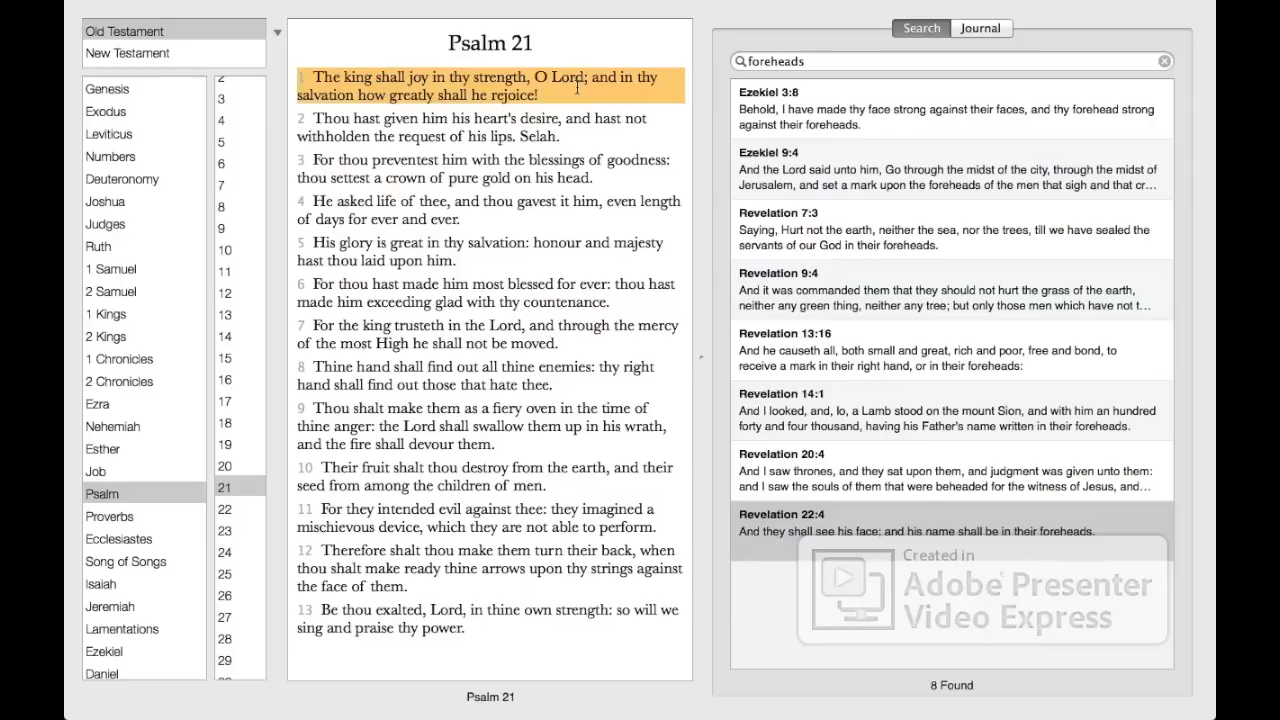 Old Testament
New Testament
Genesis
Exodus
Leviticus
Numbers
Deuteronomy
Joshua
Judges
Ruth
1 Samuel
2 Samuel
1 Kings
2 Kings
1 Chronicles
2 Chronicles
Ezra
Nehemiah
Esther
Job
Psalm
Proverbs
Ecclesiastes
Song of Songs
Isaiah
Jeremiah
Lamentations
Ezekiel
Daniel
2
3
4
5
6
7
8
9
10
11
12
13
14
15
16
17
18
19
20
21
22
23
24
25
26
27
28
29
Psalm 21
1 The king shall joy in thy strength, O Lord; and in thy
salvation how greatly shall he rejoice!
2 Thou hast given him his heart's desire, and hast not
withholden the request of his lips. Selah.
3 For thou preventest him with the blessings of goodness:
thou settest a crown of pure gold on his head.
4 He asked life of thee, and thou gavest it him, even length
of days for ever and ever.
5 His glory is great in thy salvation: honour and majesty
hast thou laid upon him.
6 For thou hast made him most blessed for ever: thou hast
made him exceeding glad with thy countenance.
7 For the king trusteth in the Lord, and through the mercy
of the most High he shall not be moved.
8 Thine hand shall find out all thine enemies: thy right
hand shall find out those that hate thee.
9 Thou shalt make them as a fiery oven in the time of
thine anger: the Lord shall swallow them up in his wrath,
and the fire shall devour them.
10 Their fruit shalt thou destroy from the earth, and their
seed from among the children of men.
11 For they intended evil against thee: they imagined a
mischievous device, which they are not able to perform.
12 Therefore shalt thou make them turn their back, when
thou shalt make ready thine arrows upon thy strings against
the face of them.
13 Be thou exalted, Lord, in thine own strength: so will we
sing and praise thy power.
Psalm 21
Search
Journal
foreheads
Ezekiel 3:8
Behold, I have made thy face strong against their faces, and thy forehead strong
against their foreheads.
Ezekiel 9:4
And the Lord said unto him, Go through the midst of the city, through the midst of
Jerusalem, and set a mark upon the foreheads of the men that sigh and that cr...
Revelation 7:3
Saying, Hurt not the earth, neither the sea, nor the trees, till we have sealed the
servants of our God in their foreheads.
Revelation 9:4
And it was commanded them that they should not hurt the grass of the earth,
neither any green thing, neither any tree; but only those men which have not t...
Revelation 13:16
And he causeth all, both small and great, rich and poor, free and bond, to
receive a mark in their right hand, or in their foreheads:
Revelation 14:1
And I looked, and, lo, a Lamb stood on the mount Sion, and with him an hundred
forty and four thousand, having his Father's name written in their foreheads.
Revelation 20:4
And I saw thrones, and they sat upon them, and judgment was given unto them:
and I saw the souls of them that were beheaded for the witness of Jesus, and...
Revelation 22:4
And they shall see his face; and his name shall be in their foreheads.
Created in
Adobe Presenter
Video Express
8 Found